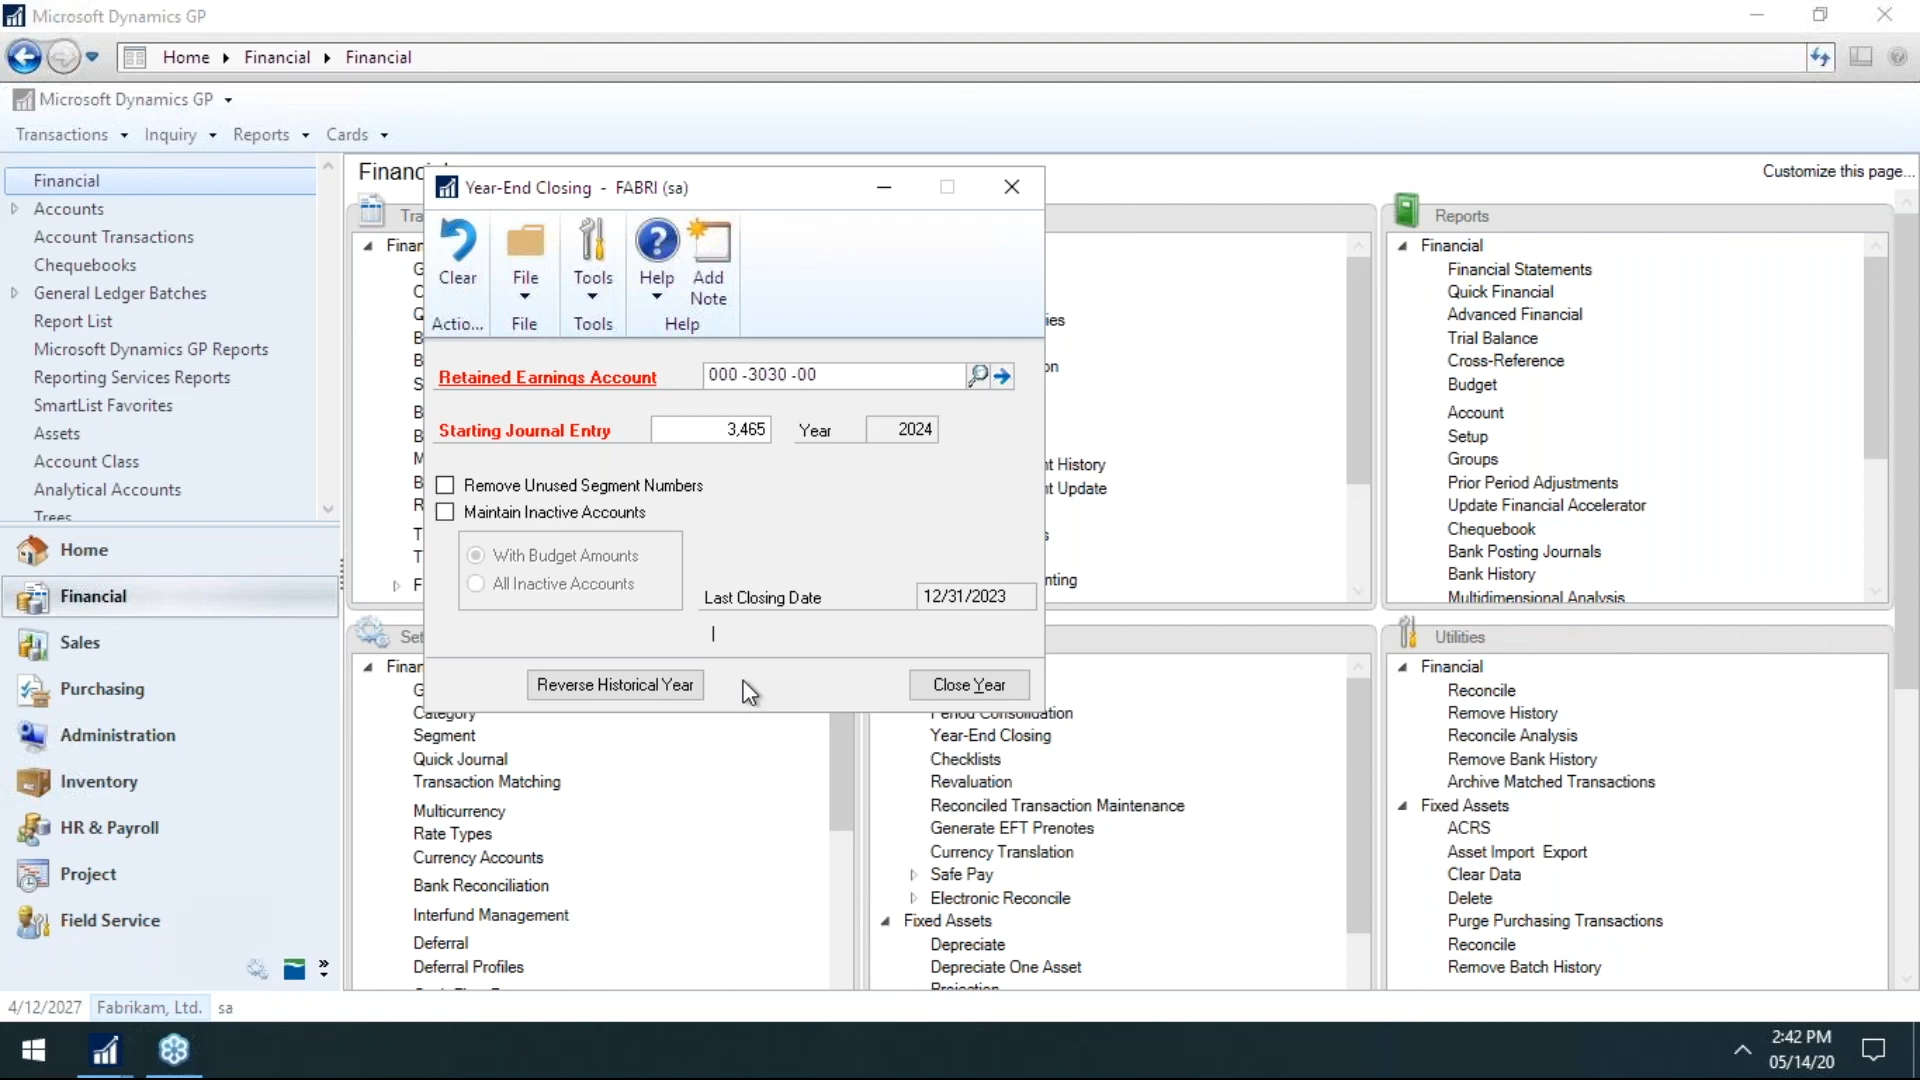 Microsoft Dynamics GP
Home Financial Financial
Microsoft Dynamics GP
Transactions Inquiry Reports Cards
Financial
Accounts
Account Transactions
Chequebooks
General Ledger Batches
Report List
Microsoft Dynamics GP Reports
Reporting Services Reports
SmartList Favorites
Assets
Account Class
Analytical Accounts
Trees
Home
Financial
Sales
Purchasing
Administration
Inventory
HR & Payroll
Project
Field Service
Customize this page...
Year-End Closing - FABRI (sa)
Clear
File
Tools
Help
Add Note
Actio...
File
Tools
Help
Retained Earnings Account 000 -3030 -00
Starting Journal Entry 3,465 Year 2024
Remove Unused Segment Numbers
Maintain Inactive Accounts
With Budget Amounts
All Inactive Accounts
Last Closing Date 12/31/2023
Reverse Historical Year
Close Year
Category
Segment
Quick Journal
Transaction Matching
Multicurrency
Rate Types
Currency Accounts
Bank Reconciliation
Interfund Management
Deferral
Deferral Profiles
Period Consolidation
Year-End Closing
Checklists
Revaluation
Reconciled Transaction Maintenance
Generate EFT Prenotes
Currency Translation
Safe Pay
Electronic Reconcile
Fixed Assets
Depreciate
Depreciate One Asset
Projection
Reports
Financial
Financial Statements
Quick Financial
Advanced Financial
Trial Balance
Cross-Reference
Budget
Account
Setup
Groups
Prior Period Adjustments
Update Financial Accelerator
Chequebook
Bank Posting Journals
Bank History
Multidimensional Analysis
Utilities
Financial
Reconcile
Remove History
Reconcile Analysis
Remove Bank History
Archive Matched Transactions
Fixed Assets
ACRS
Asset Import Export
Clear Data
Delete
Purge Purchasing Transactions
Reconcile
Remove Batch History
4/12/2027 Fabrikam, Ltd. sa
2:42 PM
05/14/20